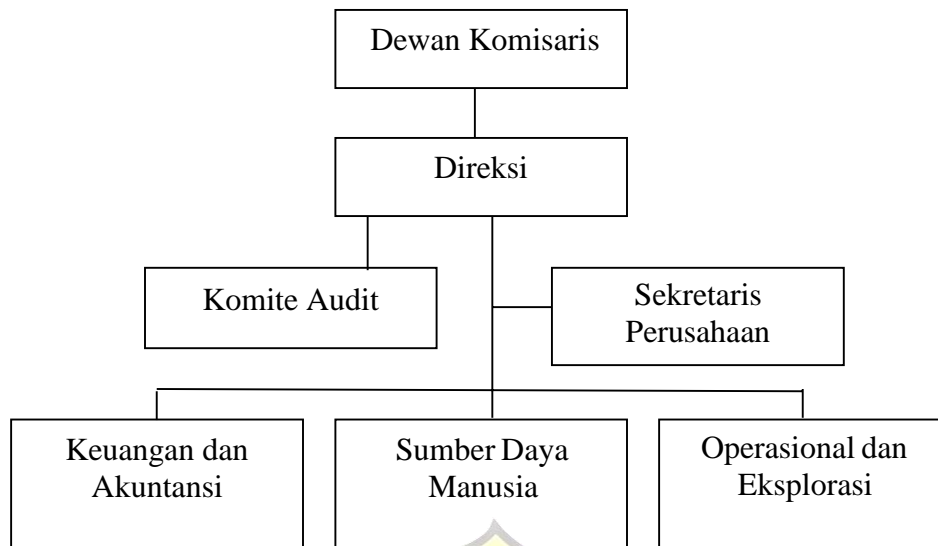 Dewan Komisaris
Direksi
Komite Audit
Sekretaris
Perusahaan
Keuangan dan
Akuntansi
Sumber Daya
Manusia
Operasional dan
Eksplorasi